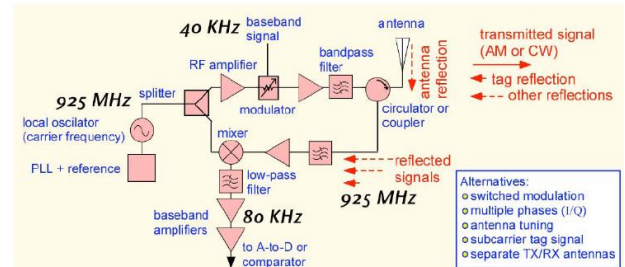 40 KHz
baseband
signal
antenna
RF amplifier
bandpass
filter
antenna
reflection
transmitted signal
(AM or CW)
tag reflection
other reflections
splitter
925 MHz
modulator
circulator or
coupler
local oscilator
(carrier frequency)
mixer
PLL + reference
reflected
signals
low-pass
filter
925 MHz
80 KHz
baseband
amplifiers
to A-to-D or
comparator
Alternatives:
switched modulation
multiple phases (I/Q)
antenna tuning
subcarrier tag signal
separate TX/RX antennas